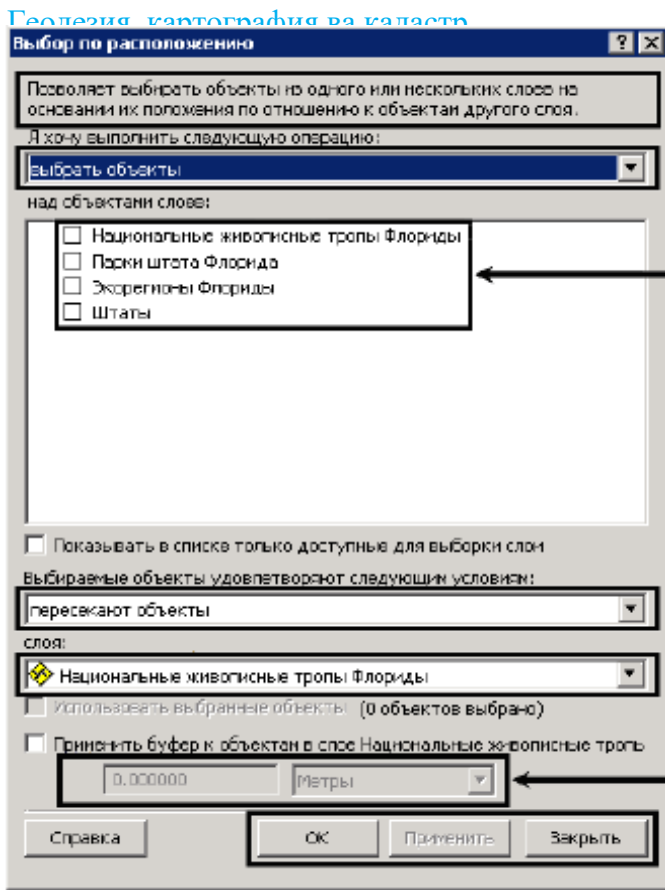 Геодезия, картография ва кадастр
Выбор по расположению
Позволяет выбирать объекты из одного или нескольких слоев на
основании их положения по отношению к объектам другого слоя.
Я хочу выполнить следующую операцию:
выбрать объекты
над объектами слоев:
Национальные живописные тропы Флориды
Парки штата Флорида
Экорегионы Флориды
Штаты
Показывать в списке только доступные для выборки слои
Выбираемые объекты удовлетворяют следующим условиям:
пересекают объекты
слоя:
Национальные живописные тропы Флориды
Использовать выбранные объекты (0 объектов выбрано)
Применить буфер к объектам в слое Национальные живописные тропь
0.000000 Метры
Справка ОК Применить Закрыть